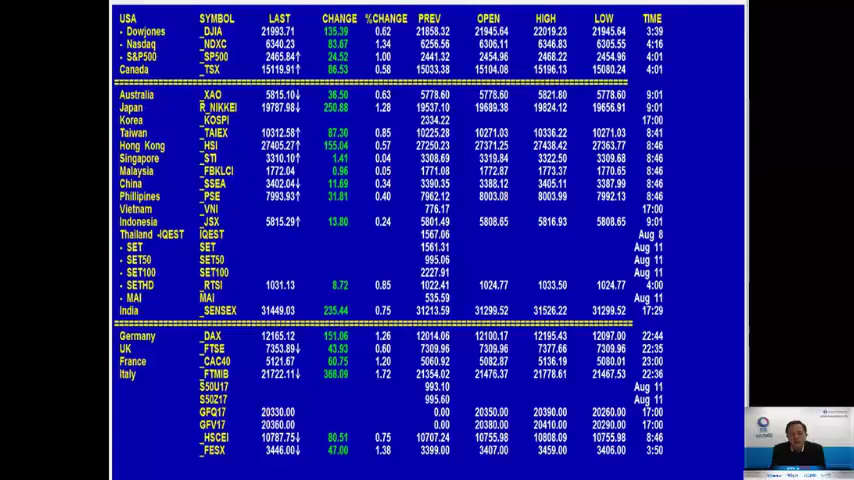 USA SYMBOL LAST CHANGE %CHANGE PREV OPEN HIGH LOW TIME
- Dowjones _DJIA 21993.71 135.39 0.62 21858.32 21945.64 22019.23 21945.64 3:39
- Nasdaq _NDXC 6340.23 83.67 1.34 6256.56 6306.11 6346.83 6305.55 4:16
- S&P500 _SP500 2465.84↑ 24.52 1.00 2441.32 2454.96 2468.22 2454.96 4:01
Canada _TSX 15119.91↑ 86.53 0.58 15033.38 15104.08 15196.13 15080.24 4:01
Australia _XAO 5815.10↓ 36.50 0.63 5778.60 5778.60 5821.80 5778.60 9:01
Japan R_NIKKEI 19787.98↓ 250.88 1.28 19537.10 19689.38 19824.12 19656.91 9:01
Korea _KOSPI 2334.22 17:00
Taiwan _TAIEX 10312.58↑ 87.30 0.85 10225.28 10271.03 10336.22 10271.03 8:41
Hong Kong _HSI 27405.27↑ 155.04 0.57 27250.23 27371.25 27438.42 27363.77 8:46
Singapore _STI 3310.10↑ 1.41 0.04 3308.69 3319.84 3322.50 3309.68 8:46
Malaysia _FBKLCI 1772.04 0.96 0.05 1771.08 1772.87 1773.37 1770.65 8:46
China _SSEA 3402.04↓ 11.69 0.34 3390.35 3388.12 3405.11 3387.99 8:46
Phillipines _PSE 7993.93↑ 31.81 0.40 7962.12 8003.08 8003.99 7992.13 8:46
Vietnam _VNI 776.17 17:00
Indonesia _JSX 5815.29↑ 13.80 0.24 5801.49 5808.65 5816.93 5808.65 9:01
Thailand -IQEST IQEST 1567.06 Aug 8
- SET SET 1561.31 Aug 11
- SET50 SET50 995.06 Aug 11
- SET100 SET100 2227.91 Aug 11
- SETHD _RTSI 1031.13 8.72 0.85 1022.41 1024.77 1033.50 1024.77 4:00
- MAI MAI 535.59 Aug 11
India _SENSEX 31449.03 235.44 0.75 31213.59 31299.52 31526.22 31299.52 17:29
Germany _DAX 12165.12 151.06 1.26 12014.06 12100.17 12195.43 12097.00 22:44
UK _FTSE 7353.89↓ 43.93 0.60 7309.96 7309.96 7377.66 7309.96 22:35
France _CAC40 5121.67 60.75 1.20 5060.92 5082.87 5136.19 5080.01 23:00
Italy _FTMIB 21722.11↓ 368.09 1.72 21354.02 21476.37 21778.61 21467.53 22:36
S50U17 993.10 Aug 11
S50Z17 995.60 Aug 11
GFQ17 20330.00 0.00 20350.00 20390.00 20260.00 17:00
GFV17 20360.00 0.00 20380.00 20410.00 20290.00 17:00
_HSCEI 10787.75↓ 80.51 0.75 10707.24 10755.98 10808.09 10755.98 8:46
_FESX 3446.00↓ 47.00 1.38 3399.00 3407.00 3459.00 3406.00 3:50